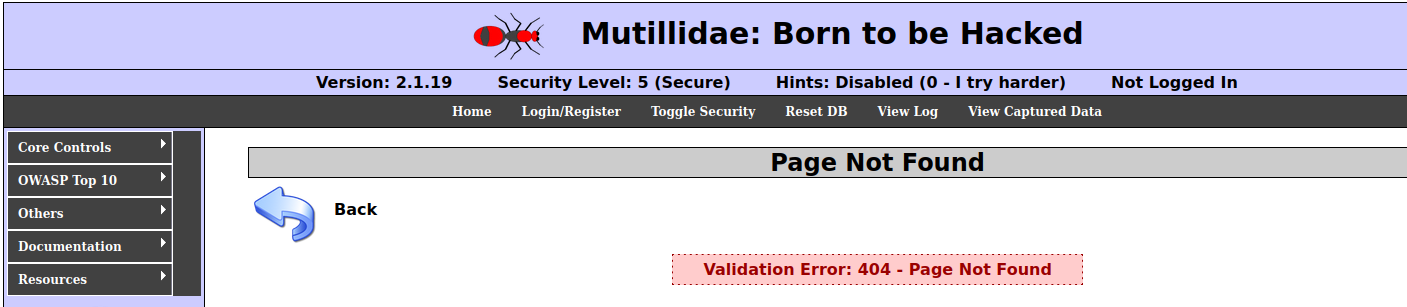 Mutillidae: Born to be Hacked
Version: 2.1.19 Security Level: 5 (Secure) Hints: Disabled (0 - I try harder) Not Logged In
Home Login/Register Toggle Security Reset DB View Log View Captured Data
Core Controls
OWASP Top 10
Others
Documentation
Resources
Page Not Found
Back
Validation Error: 404 - Page Not Found